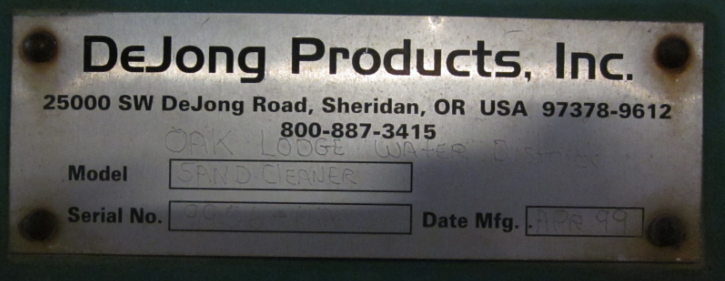 DeJong Products, Inc.
25000 SW DeJong Road, Sheridan, OR USA 97378-9612
800-887-3415
OAK LODGE WATER DISTRICT
Model SAND CLEANER
Serial No. Date Mfg. APR 99